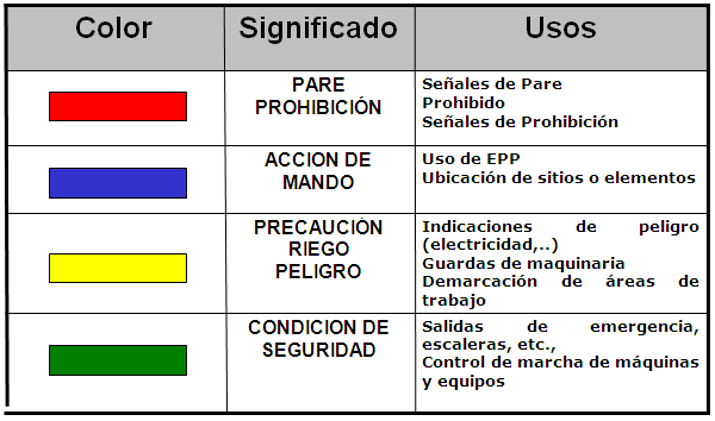 Color Significado Usos
PARE
PROHIBICIÓN
Señales de Pare
Prohibido
Señales de Prohibición
ACCION DE
MANDO
Uso de EPP
Ubicación de sitios o elementos
PRECAUCIÓN
RIEGO
PELIGRO
Indicaciones de peligro
(electricidad,..)
Guardas de maquinaria
Demarcación de áreas de
trabajo
CONDICION DE
SEGURIDAD
Salidas de emergencia,
escaleras, etc.,
Control de marcha de máquinas
y equipos